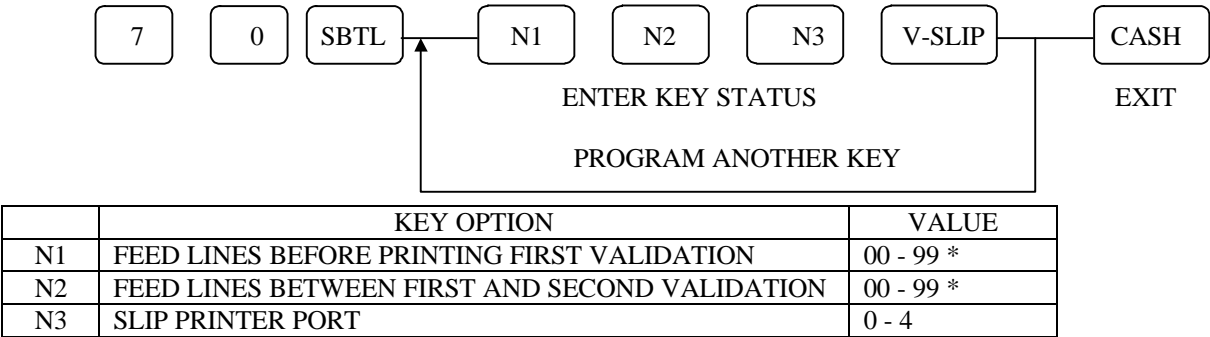 7 0 SBTL N1 N2 N3 V-SLIP CASH
ENTER KEY STATUS EXIT
PROGRAM ANOTHER KEY
KEY OPTION VALUE
N1 FEED LINES BEFORE PRINTING FIRST VALIDATION 00 - 99 *
N2 FEED LINES BETWEEN FIRST AND SECOND VALIDATION 00 - 99 *
N3 SLIP PRINTER PORT 0 - 4